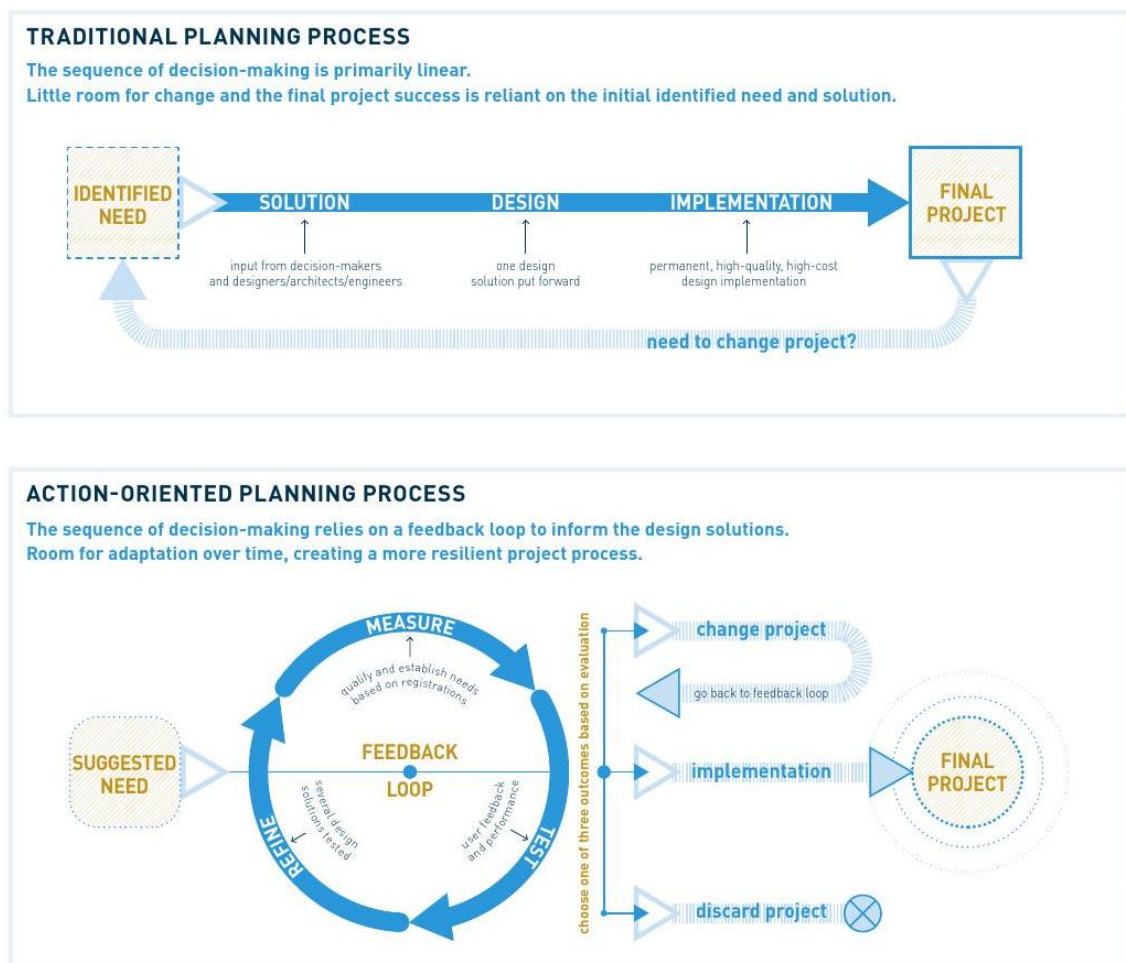 TRADITIONAL PLANNING PROCESS
The sequence of decision-making is primarily linear.
Little room for change and the final project success is reliant on the initial identified need and solution.
IDENTIFIED
NEED
SOLUTION
DESIGN
IMPLEMENTATION
FINAL
PROJECT
input from decision-makers
and designers/architects/engineers
one design
solution put forward
permanent, high-quality, high-cost
design implementation
need to change project?
ACTION-ORIENTED PLANNING PROCESS
The sequence of decision-making relies on a feedback loop to inform the design solutions.
Room for adaptation over time, creating a more resilient project process.
SUGGESTED
NEED
MEASURE
qualify and establish needs
based on registrations
FEEDBACK
LOOP
TEST
user feedback
and performance
REFINE
several design
solutions tested
choose one of three outcomes based on evaluation
change project
go back to feedback loop
implementation
FINAL
PROJECT
discard project